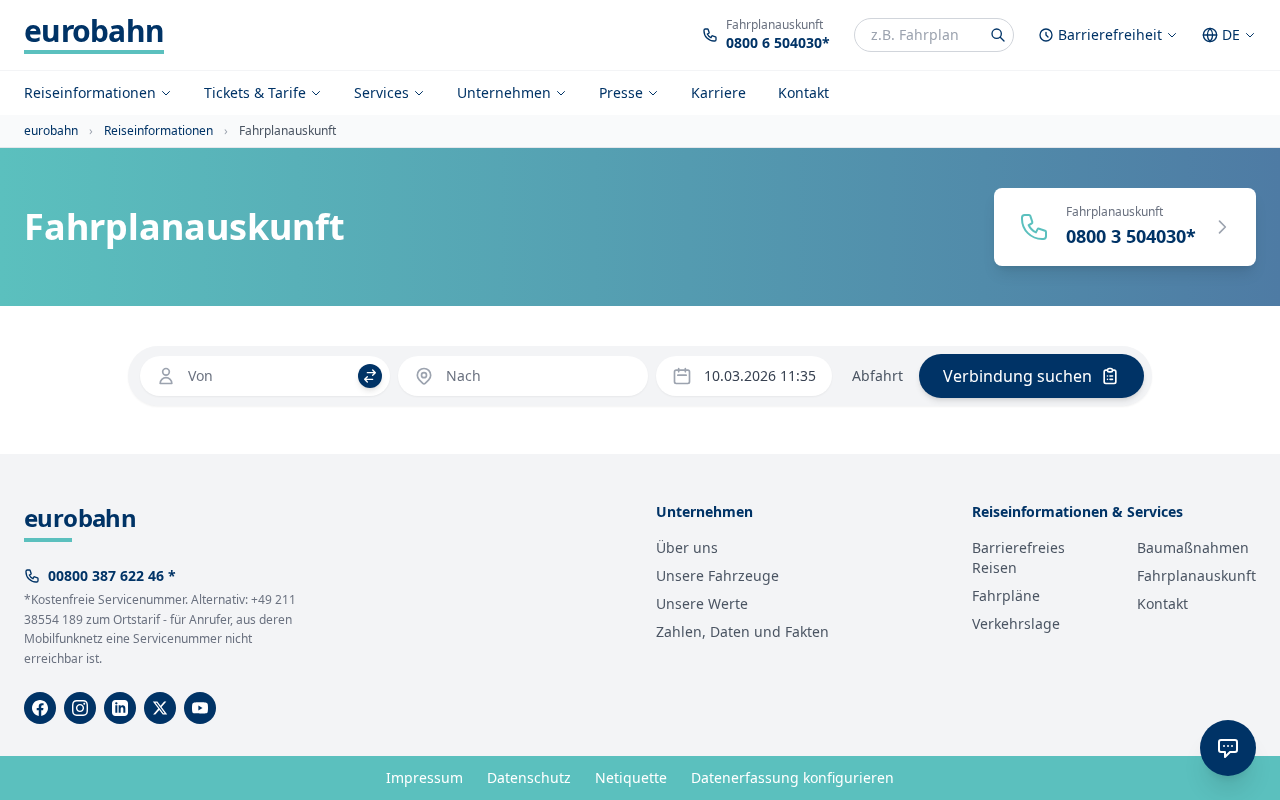 eurobahn
Fahrplanauskunft
0800 6 504030*
z.B. Fahrplan
Barrierefreiheit
DE
Reiseinformationen
Tickets & Tarife
Services
Unternehmen
Presse
Karriere
Kontakt
eurobahn › Reiseinformationen › Fahrplanauskunft
Fahrplanauskunft
Fahrplanauskunft
0800 3 504030*
Von
Nach
10.03.2026 11:35
Abfahrt
Verbindung suchen
eurobahn
00800 387 622 46 *
*Kostenfreie Servicenummer. Alternativ: +49 211
38554 189 zum Ortstarif - für Anrufer, aus deren
Mobilfunknetz eine Servicenummer nicht
erreichbar ist.
Unternehmen
Über uns
Unsere Fahrzeuge
Unsere Werte
Zahlen, Daten und Fakten
Reiseinformationen & Services
Barrierefreies
Reisen
Fahrpläne
Verkehrslage
Baumaßnahmen
Fahrplanauskunft
Kontakt
Impressum
Datenschutz
Netiquette
Datenerfassung konfigurieren